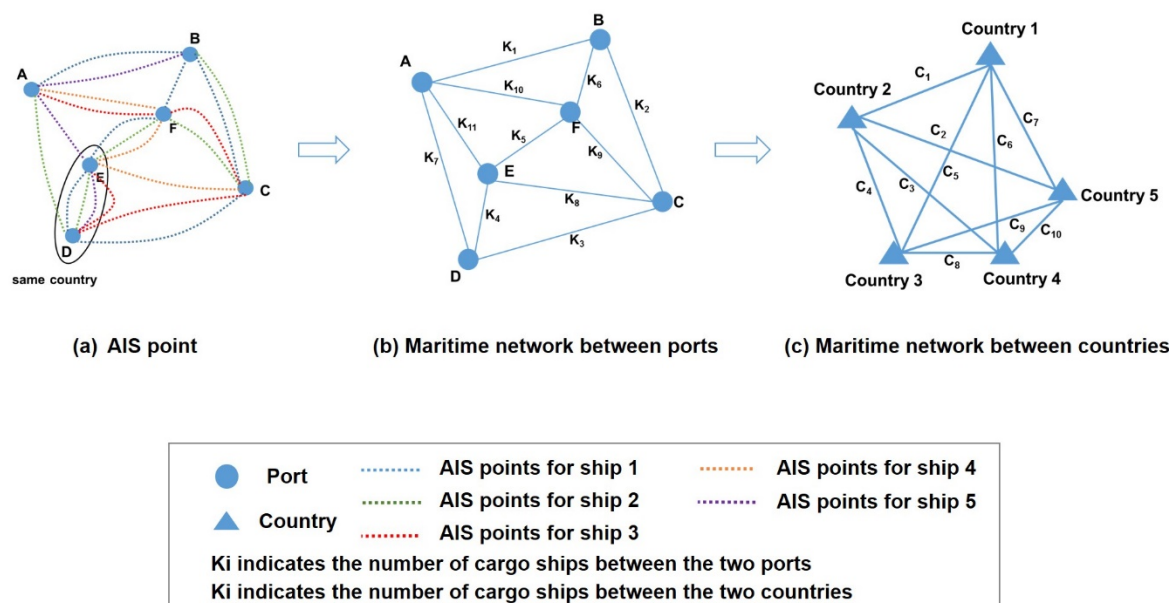 A
B
F
E
C
D
same country
(a) AIS point
A
B
F
E
C
D
K₁
K₁₀
K₆
K₂
K₁₁
K₅
K₉
K₇
K₈
K₄
K₃
(b) Maritime network between ports
Country 1
Country 2
Country 5
Country 3
Country 4
C₁
C₇
C₂
C₆
C₄
C₃
C₅
C₉
C₁₀
C₈
(c) Maritime network between countries
Port
Country
AIS points for ship 1
AIS points for ship 2
AIS points for ship 3
AIS points for ship 4
AIS points for ship 5
Ki indicates the number of cargo ships between the two ports
Ki indicates the number of cargo ships between the two countries